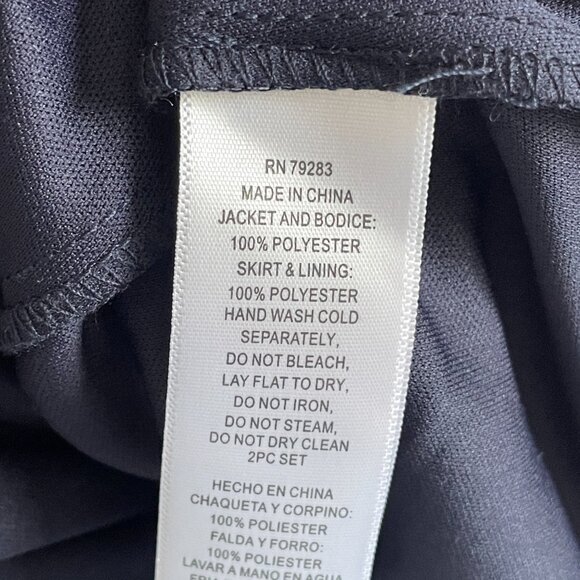 RN 79283
MADE IN CHINA
JACKET AND BODICE:
100% POLYESTER
SKIRT & LINING:
100% POLYESTER
HAND WASH COLD
SEPARATELY,
DO NOT BLEACH,
LAY FLAT TO DRY,
DO NOT IRON,
DO NOT STEAM,
DO NOT DRY CLEAN
2PC SET
HECHO EN CHINA
CHAQUETA Y CORPINO:
100% POLIESTER
FALDA Y FORRO:
100% POLIESTER
LAVAR A MANO EN AGUA